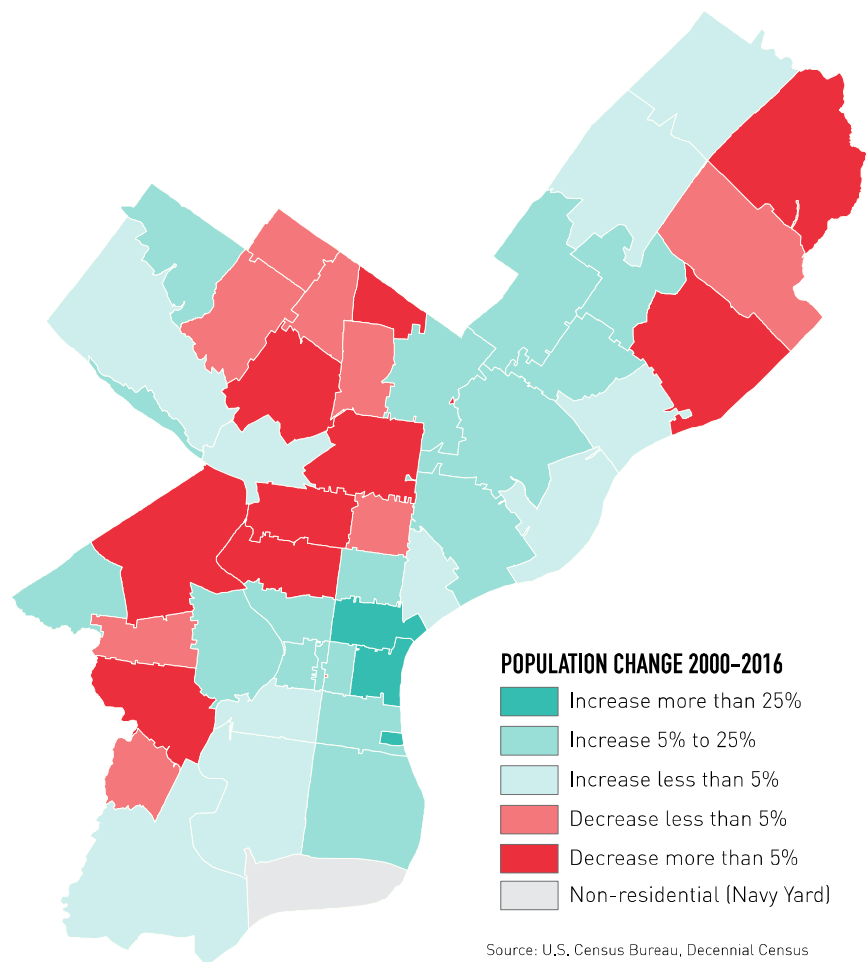 POPULATION CHANGE 2000–2016
Increase more than 25%
Increase 5% to 25%
Increase less than 5%
Decrease less than 5%
Decrease more than 5%
Non-residential (Navy Yard)
Source: U.S. Census Bureau, Decennial Census